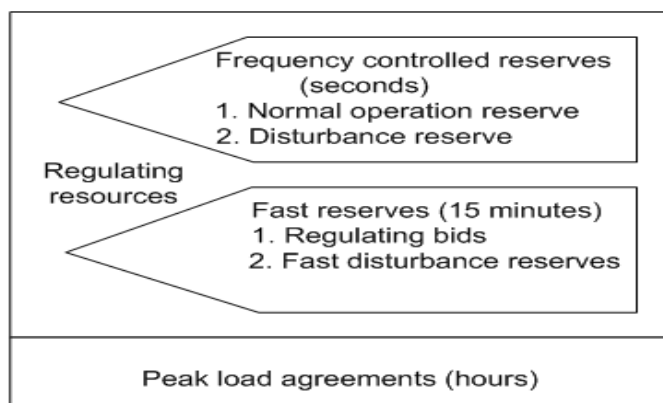 Frequency controlled reserves
(seconds)
1. Normal operation reserve
2. Disturbance reserve
Regulating
resources
Fast reserves (15 minutes)
1. Regulating bids
2. Fast disturbance reserves
Peak load agreements (hours)